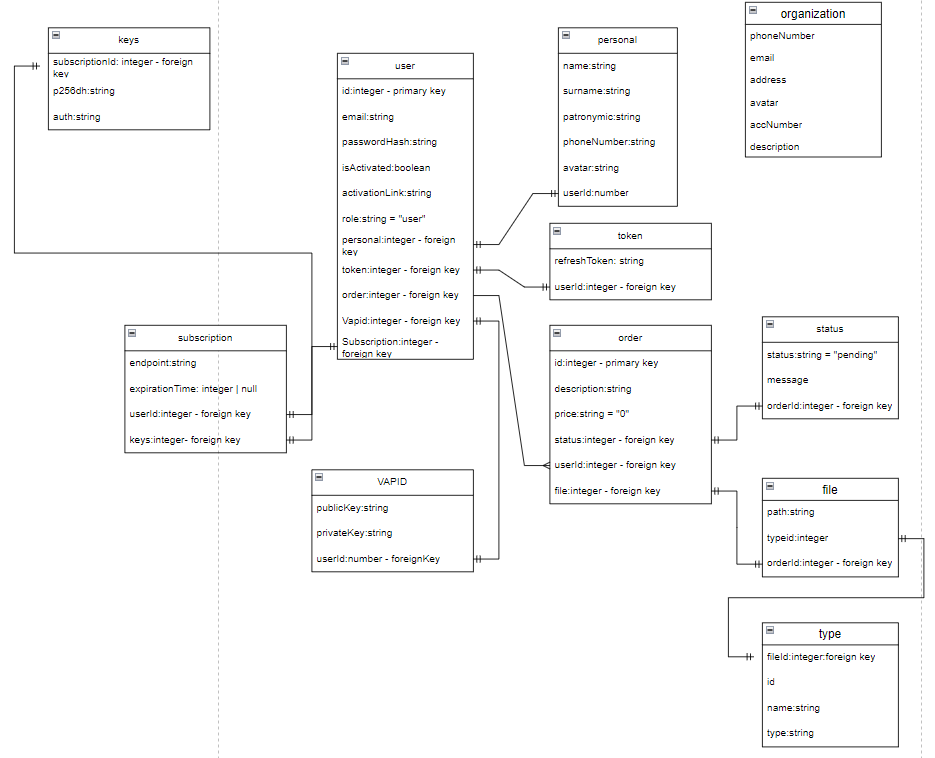 keys
subscriptionId: integer - foreign
key
p256dh:string
auth:string
user
id:integer - primary key
email:string
passwordHash:string
isActivated:boolean
activationLink:string
role:string = "user"
personal:integer - foreign
key
token:integer - foreign key
order:integer - foreign key
Vapid:integer - foreign key
Subscription:integer -
foreign key
personal
name:string
surname:string
patronymic:string
phoneNumber:string
avatar:string
userId:number
organization
phoneNumber
email
address
avatar
accNumber
description
token
refreshToken: string
userId:integer - foreign key
subscription
endpoint:string
expirationTime: integer | null
userId:integer - foreign key
keys:integer- foreign key
order
id:integer - primary key
description:string
price:string = "0"
status:integer - foreign key
userId:integer - foreign key
file:integer - foreign key
status
status:string = "pending"
message
orderId:integer - foreign key
VAPID
publicKey:string
privateKey:string
userId:number - foreignKey
file
path:string
typeid:integer
orderId:integer - foreign key
type
fileId:integer:foreign key
id
name:string
type:string